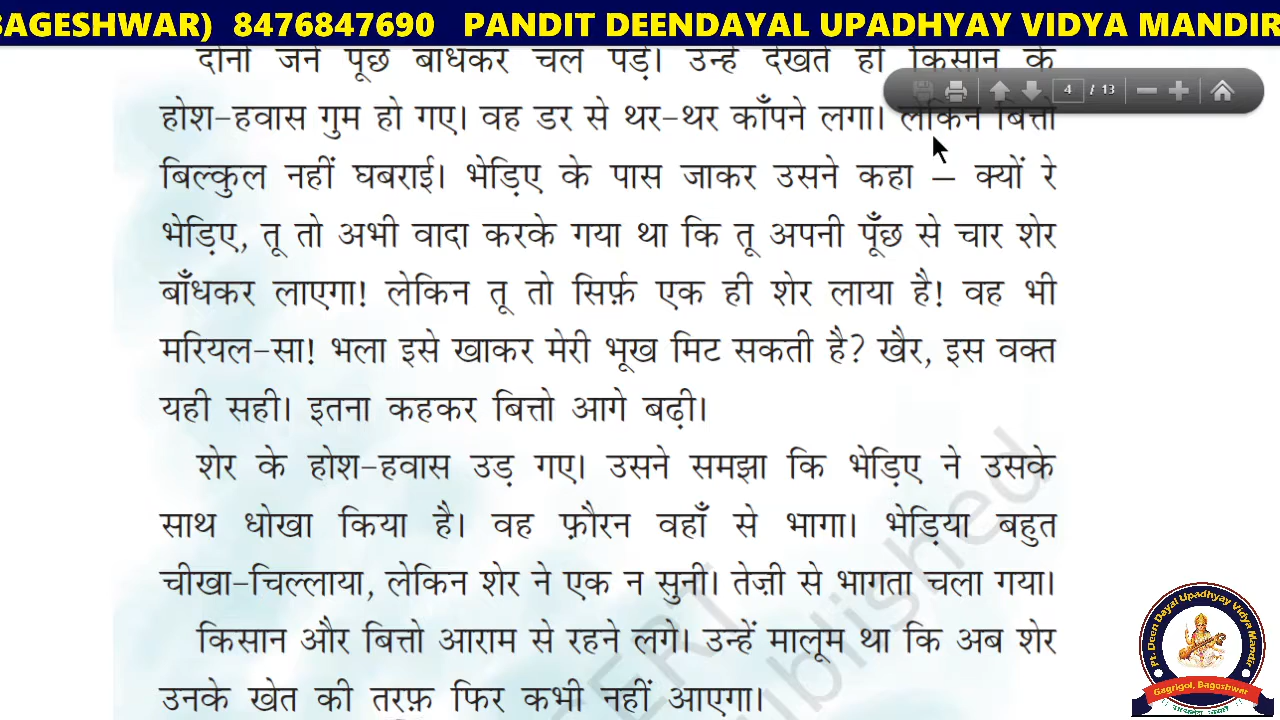 BAGESHWAR)  8476847690   PANDIT DEENDAYAL UPADHYAY VIDYA MANDIR
दोनों जने पूँछ बाँधकर चल पड़े। उन्हें देखते ही किसान के
4 / 13
होश-हवास गुम हो गए। वह डर से थर-थर काँपने लगा। लेकिन बित्तो
बिल्कुल नहीं घबराई। भेड़िए के पास जाकर उसने कहा – क्यों रे
भेड़िए, तू तो अभी वादा करके गया था कि तू अपनी पूँछ से चार शेर
बाँधकर लाएगा! लेकिन तू तो सिर्फ़ एक ही शेर लाया है! वह भी
मरियल-सा! भला इसे खाकर मेरी भूख मिट सकती है? खैर, इस वक्त
यही सही। इतना कहकर बित्तो आगे बढ़ी।
शेर के होश-हवास उड़ गए। उसने समझा कि भेड़िए ने उसके
साथ धोखा किया है। वह फ़ौरन वहाँ से भागा। भेड़िया बहुत
चीखा-चिल्लाया, लेकिन शेर ने एक न सुनी। तेज़ी से भागता चला गया।
किसान और बित्तो आराम से रहने लगे। उन्हें मालूम था कि अब शेर
उनके खेत की तरफ़ फिर कभी नहीं आएगा।
published
Pt. Deen Dayal Upadhyay Vidya Mandir
Gagrigol, Bageshwar